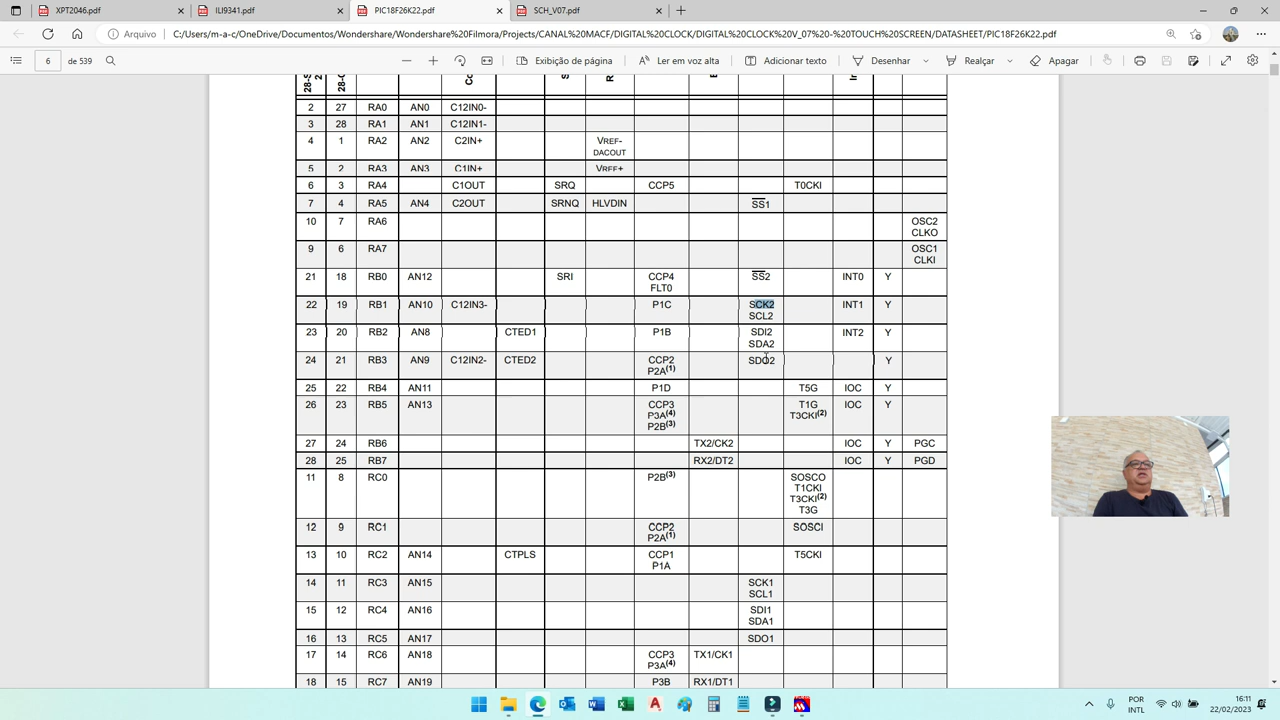 XPT2046.pdf ILI9341.pdf PIC18F26K22.pdf SCH_V07.pdf
Arquivo C:/Users/m-a-c/OneDrive/Documentos/Wondershare/Wondershare%20Filmora/Projects/CANAL%20MACF/DIGITAL%20CLOCK/DIGITAL%20CLOCK%20V_07%20-%20TOUCH%20SCREEN/DATASHEET/PIC18F26K22.pdf
6 de 539 Exibição de página Ler em voz alta Adicionar texto Desenhar Realçar Apagar
2 27 RA0 AN0 C12IN0-
3 28 RA1 AN1 C12IN1-
4 1 RA2 AN2 C2IN+ VREF-
DACOUT
5 2 RA3 AN3 C1IN+ VREF+
6 3 RA4 C1OUT SRQ CCP5 T0CKI
7 4 RA5 AN4 C2OUT SRNQ HLVDIN SS1
10 7 RA6 OSC2
CLKO
9 6 RA7 OSC1
CLKI
21 18 RB0 AN12 SRI CCP4 SS2 INT0 Y
FLT0
22 19 RB1 AN10 C12IN3- P1C SCK2 INT1 Y
SCL2
23 20 RB2 AN8 CTED1 P1B SDI2 INT2 Y
SDA2
24 21 RB3 AN9 C12IN2- CTED2 CCP2 SDO2 Y
P2A(1)
25 22 RB4 AN11 P1D T5G IOC Y
26 23 RB5 AN13 CCP3 T1G IOC Y
P3A(4) T3CKI(2)
P2B(3)
27 24 RB6 TX2/CK2 IOC Y PGC
28 25 RB7 RX2/DT2 IOC Y PGD
11 8 RC0 P2B(3) SOSCO
T1CKI
T3CKI(2)
T3G
12 9 RC1 CCP2 SOSCI
P2A(1)
13 10 RC2 AN14 CTPLS CCP1 T5CKI
P1A
14 11 RC3 AN15 SCK1
SCL1
15 12 RC4 AN16 SDI1
SDA1
16 13 RC5 AN17 SDO1
17 14 RC6 AN18 CCP3 TX1/CK1
P3A(4)
18 15 RC7 AN19 P3B RX1/DT1
POR 16:11
INTL 22/02/2023